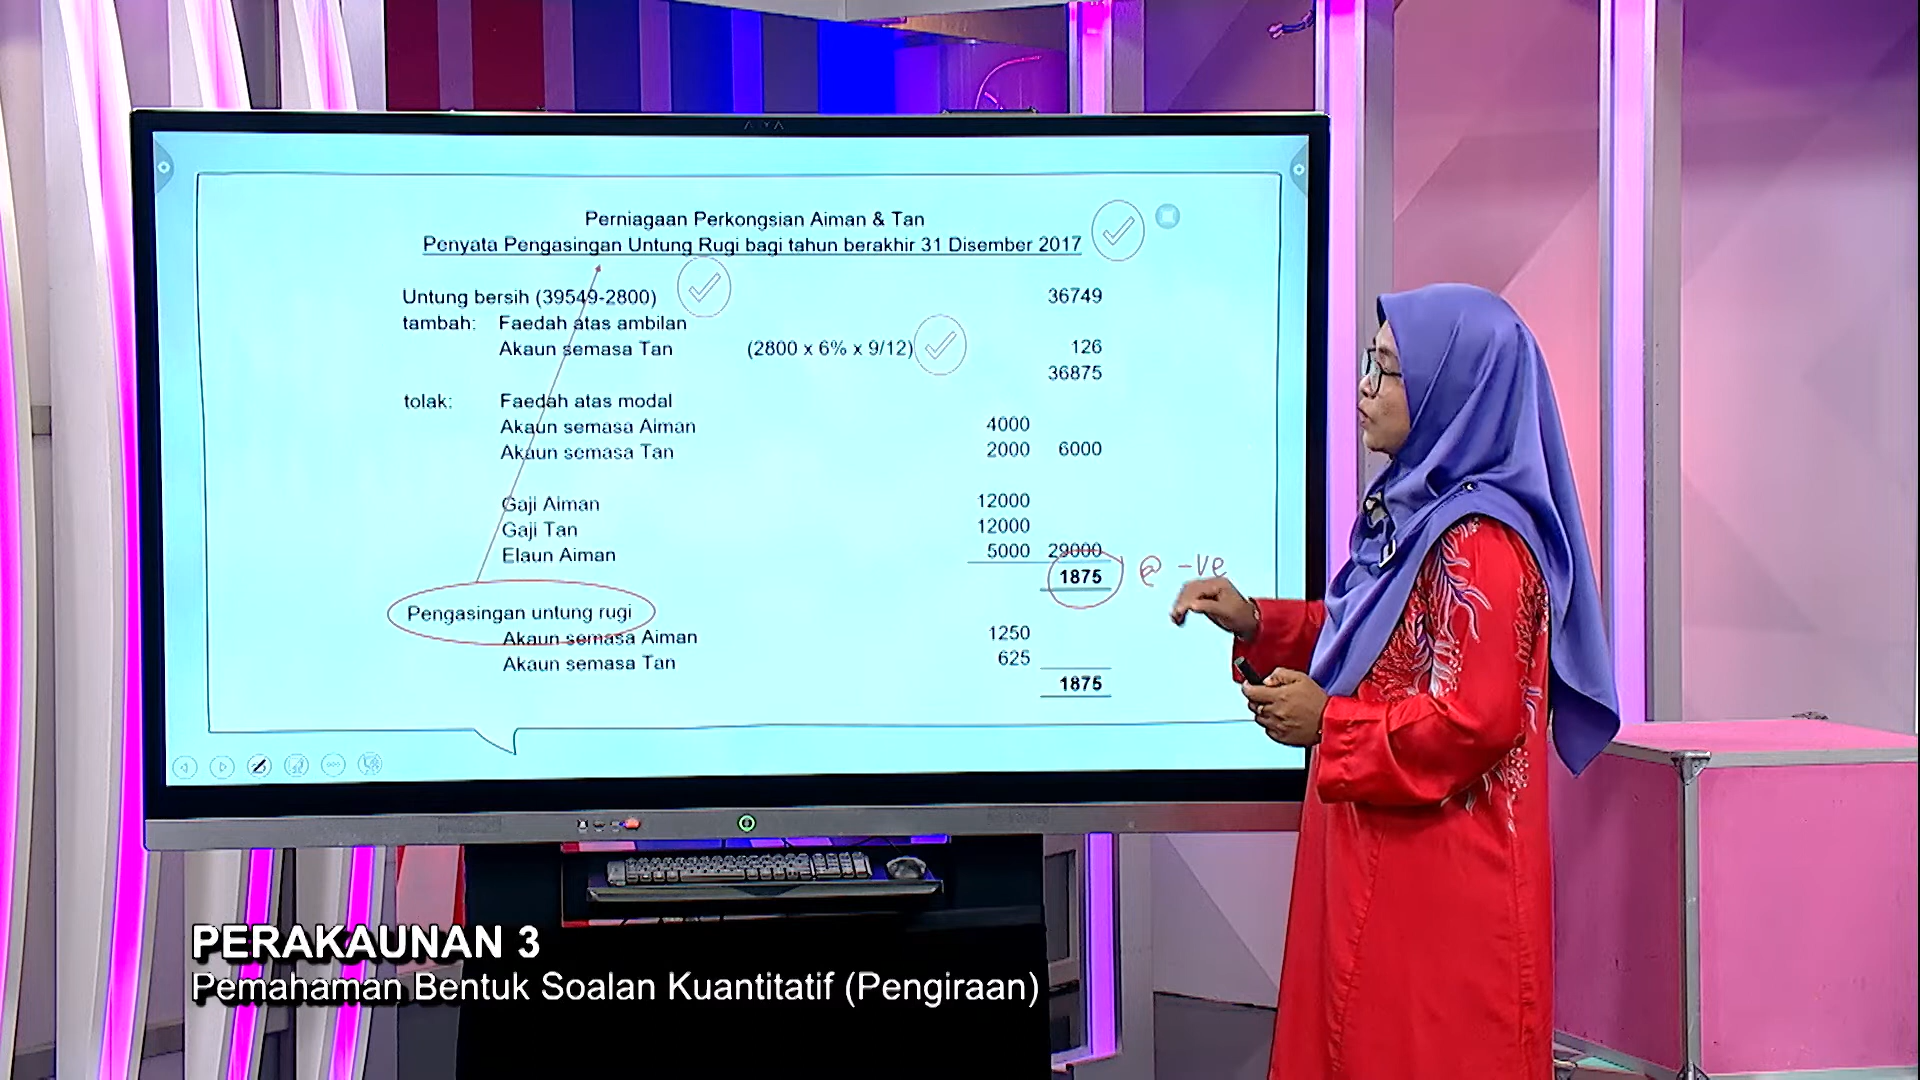 Perniagaan Perkongsian Aiman & Tan
Penyata Pengasingan Untung Rugi bagi tahun berakhir 31 Disember 2017
Untung bersih (39549-2800) 36749
tambah: Faedah atas ambilan
Akaun semasa Tan (2800 x 6% x 9/12) 126
36875
tolak: Faedah atas modal
Akaun semasa Aiman 4000
Akaun semasa Tan 2000 6000
Gaji Aiman 12000
Gaji Tan 12000
Elaun Aiman 5000 29000
1875 @ -ve
Pengasingan untung rugi
Akaun semasa Aiman 1250
Akaun semasa Tan 625
1875
PERAKAUNAN 3
Pemahaman Bentuk Soalan Kuantitatif (Pengiraan)